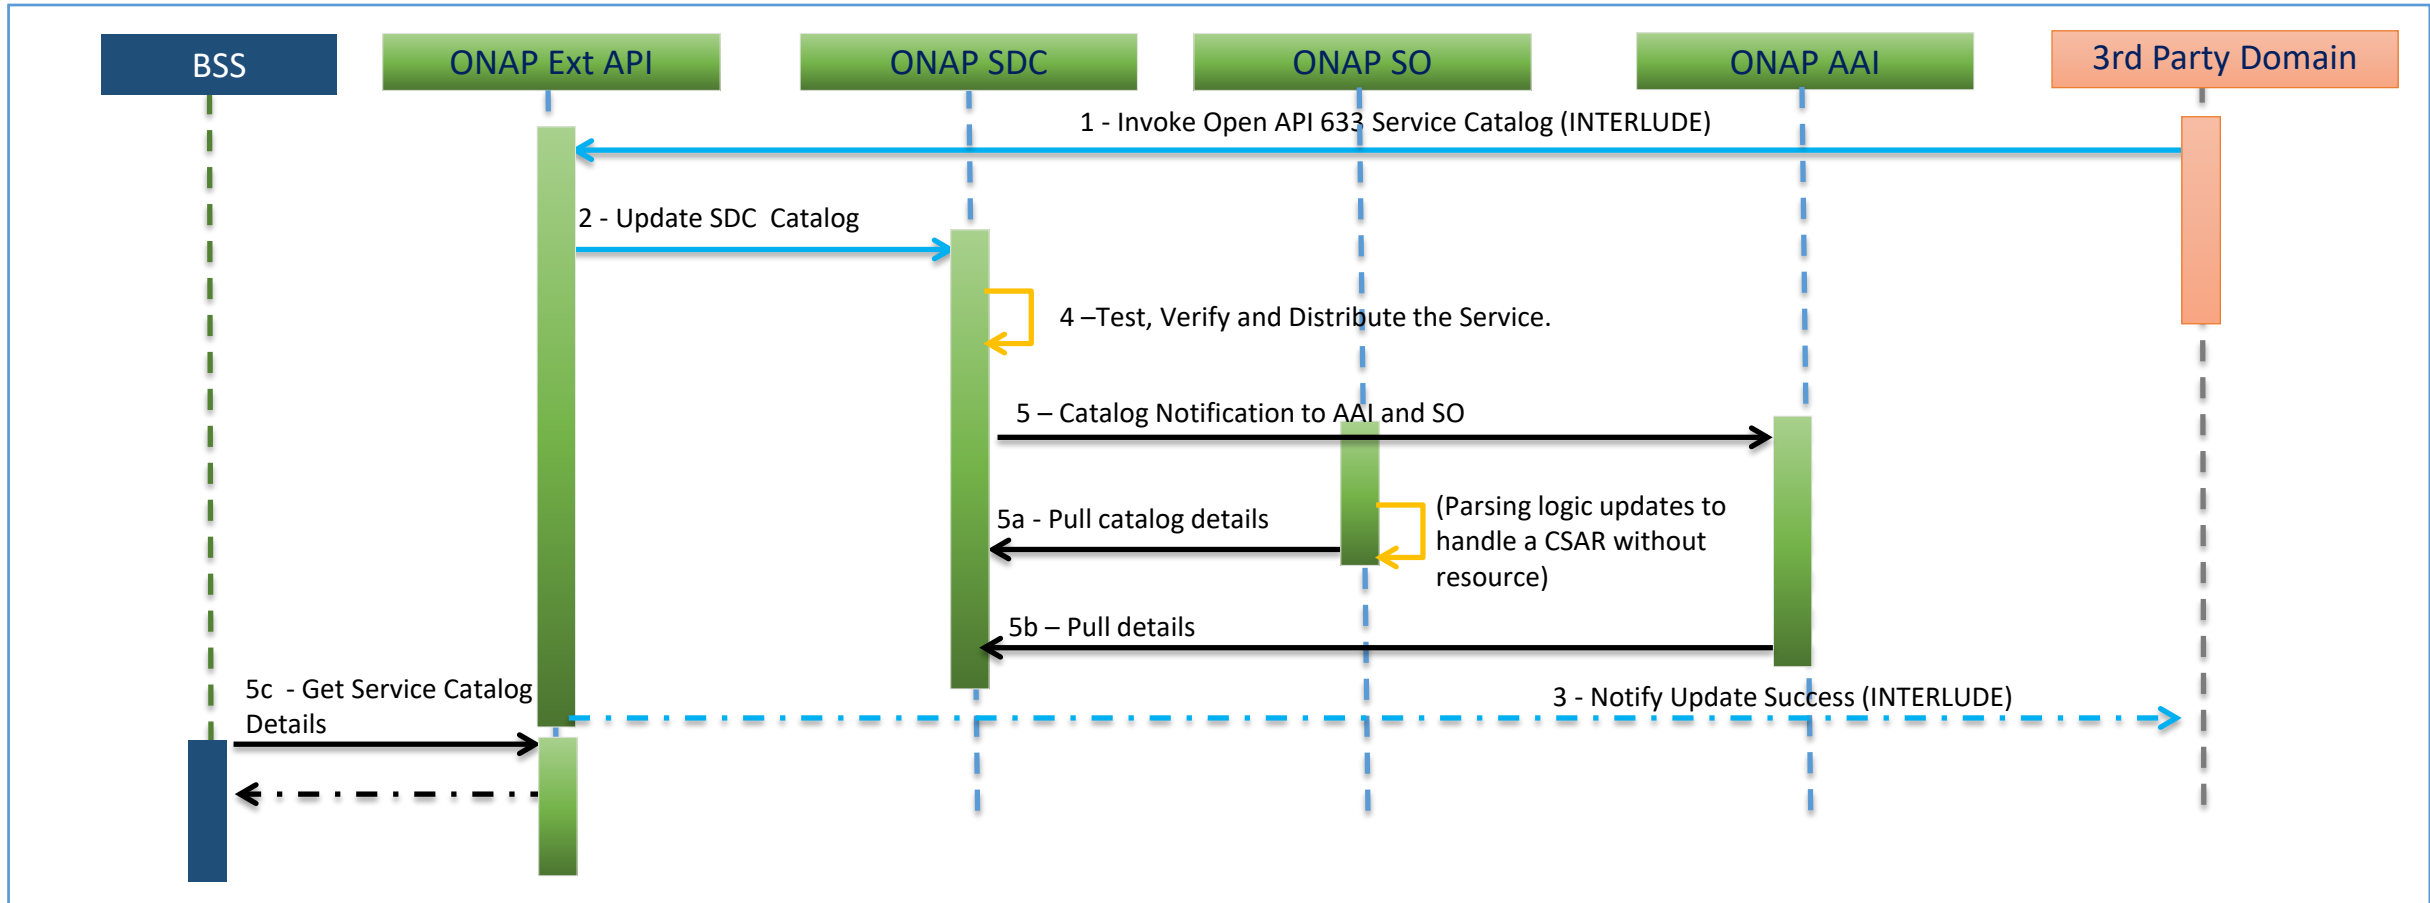 BSS
ONAP Ext API
ONAP SDC
ONAP SO
ONAP AAI
3rd Party Domain
1 - Invoke Open API 633 Service Catalog (INTERLUDE)
2 - Update SDC  Catalog
4 –Test, Verify and Distribute the Service.
5 – Catalog Notification to AAI and SO
5a - Pull catalog details
(Parsing logic updates to
handle a CSAR without
resource)
5b – Pull details
5c  - Get Service Catalog
Details
3 - Notify Update Success (INTERLUDE)